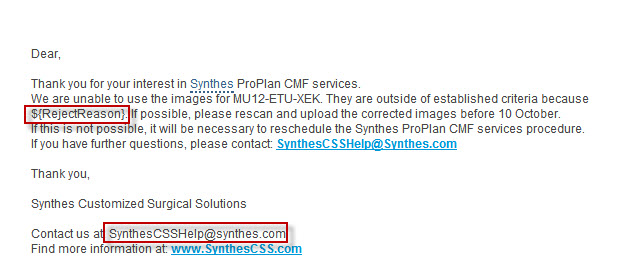 Dear,
Thank you for your interest in Synthes ProPlan CMF services.
We are unable to use the images for MU12-ETU-XEK. They are outside of established criteria because
${RejectReason}. If possible, please rescan and upload the corrected images before 10 October.
If this is not possible, it will be necessary to reschedule the Synthes ProPlan CMF services procedure.
If you have further questions, please contact: SynthesCSSHelp@Synthes.com
Thank you,
Synthes Customized Surgical Solutions
Contact us at: SynthesCSSHelp@synthes.com
Find more information at: www.SynthesCSS.com